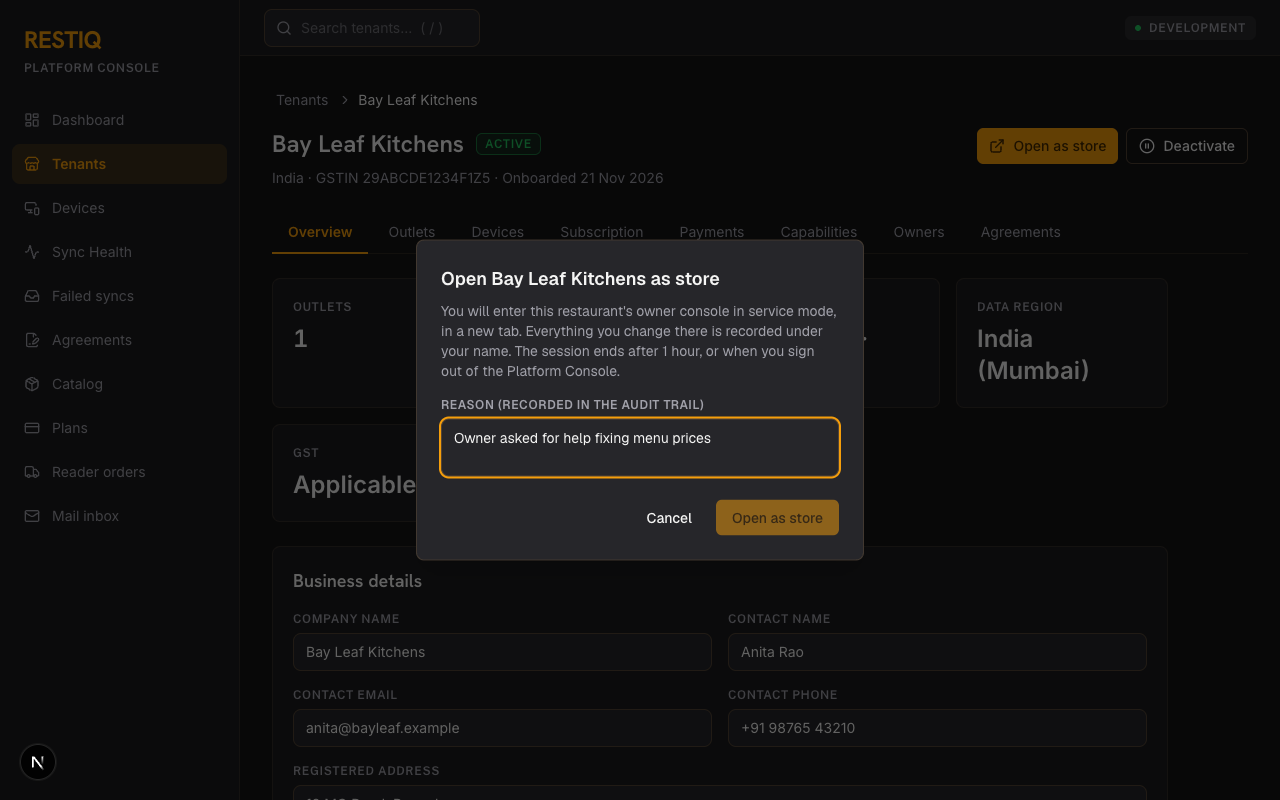 RESTIQ
PLATFORM CONSOLE
Dashboard
Tenants
Devices
Sync Health
Failed syncs
Agreements
Catalog
Plans
Reader orders
Mail inbox
N
Search tenants... ( / )
DEVELOPMENT
Tenants > Bay Leaf Kitchens
Bay Leaf Kitchens ACTIVE
Open as store
Deactivate
India · GSTIN 29ABCDE1234F1Z5 · Onboarded 21 Nov 2026
Overview Outlets Devices Subscription Payments Capabilities Owners Agreements
OUTLETS
1
DATA REGION
India
(Mumbai)
GST
Applicable
Open Bay Leaf Kitchens as store
You will enter this restaurant's owner console in service mode,
in a new tab. Everything you change there is recorded under
your name. The session ends after 1 hour, or when you sign
out of the Platform Console.
REASON (RECORDED IN THE AUDIT TRAIL)
Owner asked for help fixing menu prices
Cancel
Open as store
Business details
COMPANY NAME
Bay Leaf Kitchens
CONTACT NAME
Anita Rao
CONTACT EMAIL
anita@bayleaf.example
CONTACT PHONE
+91 98765 43210
REGISTERED ADDRESS